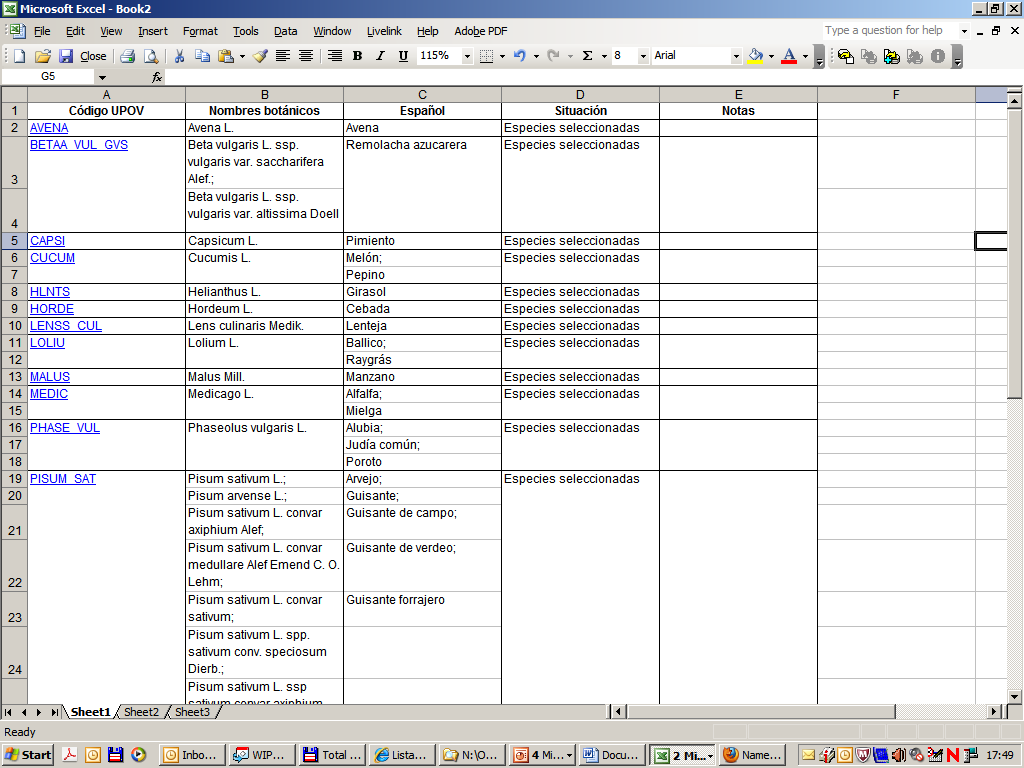 Microsoft Excel - Book2
File Edit View Insert Format Tools Data Window Livelink Help Adobe PDF
Type a question for help
Close 115% 8 Arial
G5 fx
A B C D E F
1 Código UPOV Nombres botánicos Español Situación Notas
2 AVENA Avena L. Avena Especies seleccionadas
BETAA_VUL_GVS Beta vulgaris L. ssp. Remolacha azucarera Especies seleccionadas
vulgaris var. saccharifera
3 Alef.;
Beta vulgaris L. ssp.
vulgaris var. altissima Doell
4
5 CAPSI Capsicum L. Pimiento Especies seleccionadas
6 CUCUM Cucumis L. Melón; Especies seleccionadas
7 Pepino
8 HLNTS Helianthus L. Girasol Especies seleccionadas
9 HORDE Hordeum L. Cebada Especies seleccionadas
10 LENSS_CUL Lens culinaris Medik. Lenteja Especies seleccionadas
11 LOLIU Lolium L. Ballico; Especies seleccionadas
12 Raygrás
13 MALUS Malus Mill. Manzano Especies seleccionadas
14 MEDIC Medicago L. Alfalfa; Especies seleccionadas
15 Mielga
16 PHASE_VUL Phaseolus vulgaris L. Alubia; Especies seleccionadas
17 Judía común;
18 Poroto
19 PISUM_SAT Pisum sativum L.; Arvejo; Especies seleccionadas
20 Pisum arvense L.; Guisante;
Pisum sativum L. convar Guisante de campo;
21 axiphium Alef;
Pisum sativum L. convar Guisante de verdeo;
medullare Alef Emend C. O.
22 Lehm;
Pisum sativum L. convar Guisante forrajero
23 sativum;
Pisum sativum L. spp.
sativum conv. speciosum
24 Dierb.;
Pisum sativum L. ssp
sativum convar axiphium
Sheet1 Sheet2 Sheet3
Ready
Start Inbo... WIP... Total ... Lista... N:\O... 4 Mi... Docu... 2 Mi... Name... 17:49